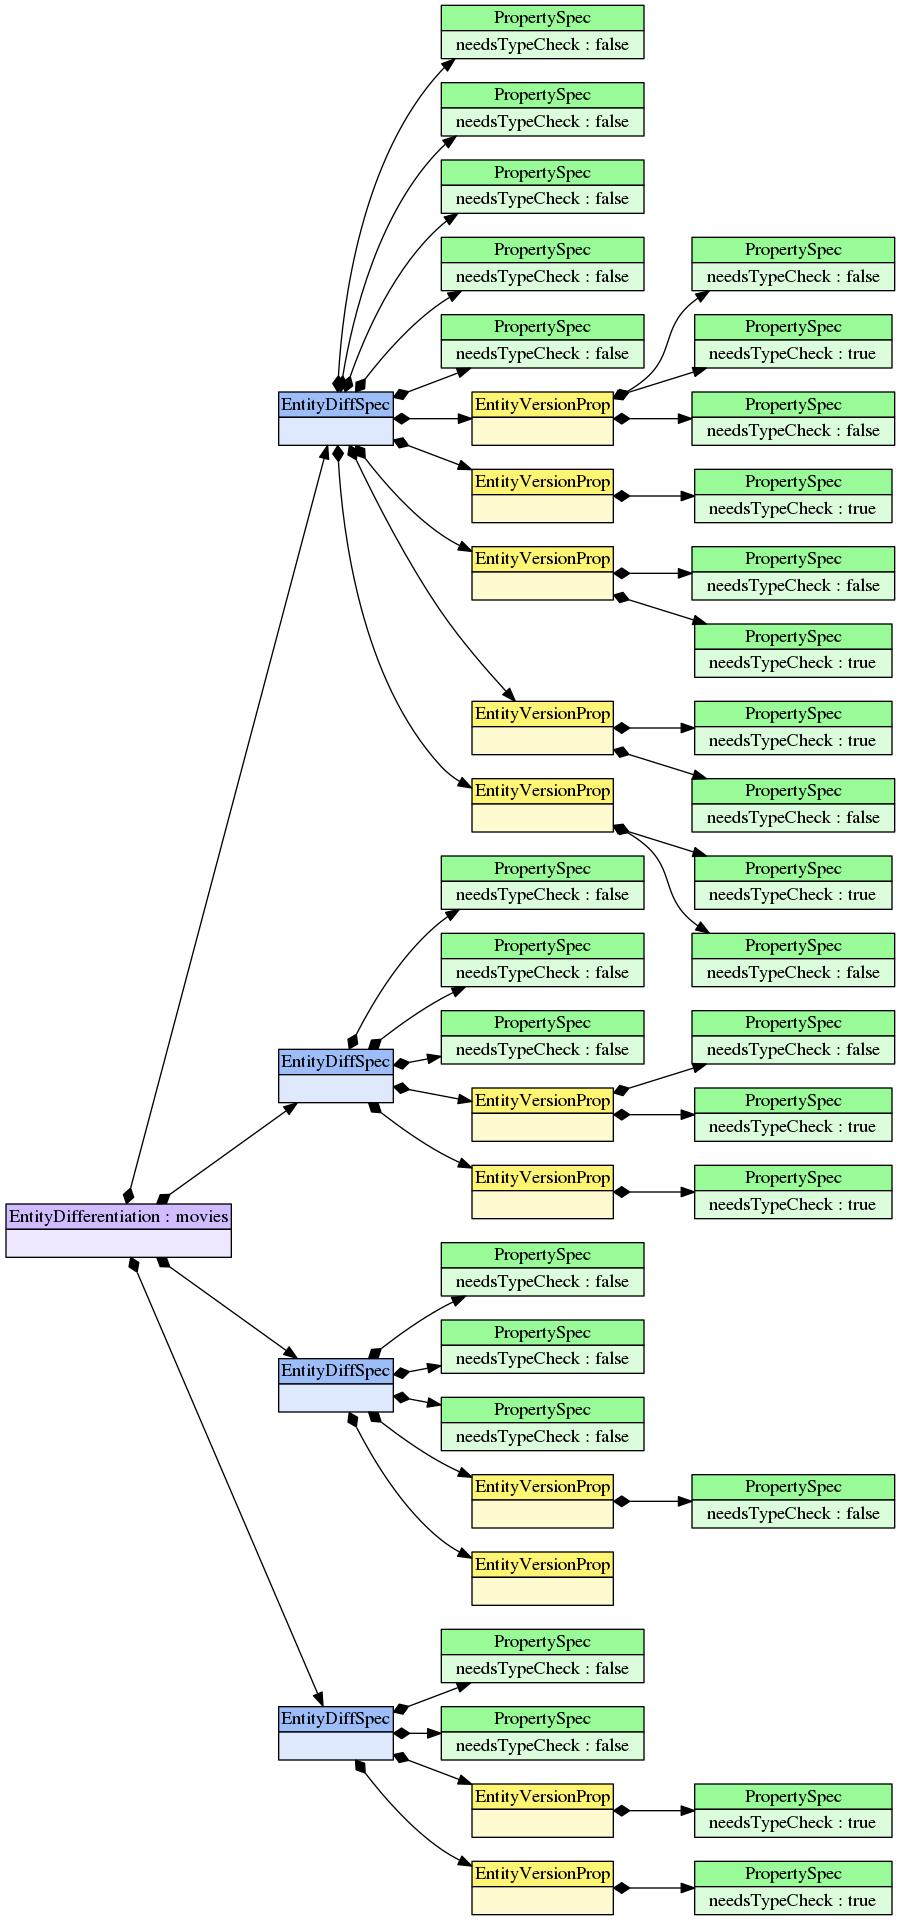 PropertySpec
needsTypeCheck : false
PropertySpec
needsTypeCheck : false
PropertySpec
needsTypeCheck : false
PropertySpec
needsTypeCheck : false
PropertySpec
needsTypeCheck : false
PropertySpec
needsTypeCheck : false
PropertySpec
needsTypeCheck : true
EntityDiffSpec
EntityVersionProp
PropertySpec
needsTypeCheck : false
EntityVersionProp
PropertySpec
needsTypeCheck : true
EntityVersionProp
PropertySpec
needsTypeCheck : false
PropertySpec
needsTypeCheck : true
EntityVersionProp
PropertySpec
needsTypeCheck : true
EntityVersionProp
PropertySpec
needsTypeCheck : false
PropertySpec
needsTypeCheck : false
PropertySpec
needsTypeCheck : true
PropertySpec
needsTypeCheck : false
PropertySpec
needsTypeCheck : false
PropertySpec
needsTypeCheck : false
PropertySpec
needsTypeCheck : false
EntityDiffSpec
EntityVersionProp
PropertySpec
needsTypeCheck : true
EntityVersionProp
PropertySpec
needsTypeCheck : true
EntityDifferentiation : movies
PropertySpec
needsTypeCheck : false
PropertySpec
needsTypeCheck : false
EntityDiffSpec
PropertySpec
needsTypeCheck : false
EntityVersionProp
PropertySpec
needsTypeCheck : false
EntityVersionProp
PropertySpec
needsTypeCheck : false
EntityDiffSpec
PropertySpec
needsTypeCheck : false
EntityVersionProp
PropertySpec
needsTypeCheck : true
EntityVersionProp
PropertySpec
needsTypeCheck : true